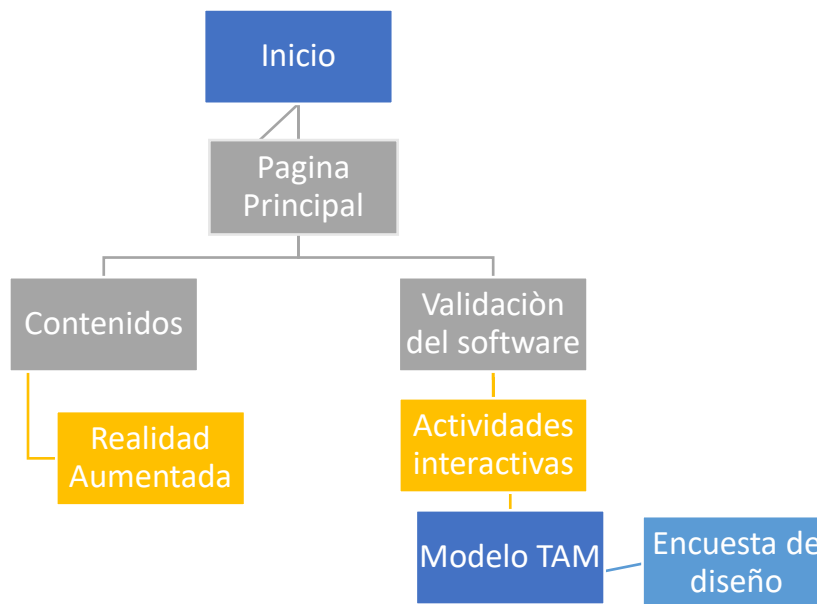 Inicio
Pagina
Principal
Contenidos
Validaciòn
del software
Realidad
Aumentada
Actividades
interactivas
Modelo TAM
Encuesta de
diseño